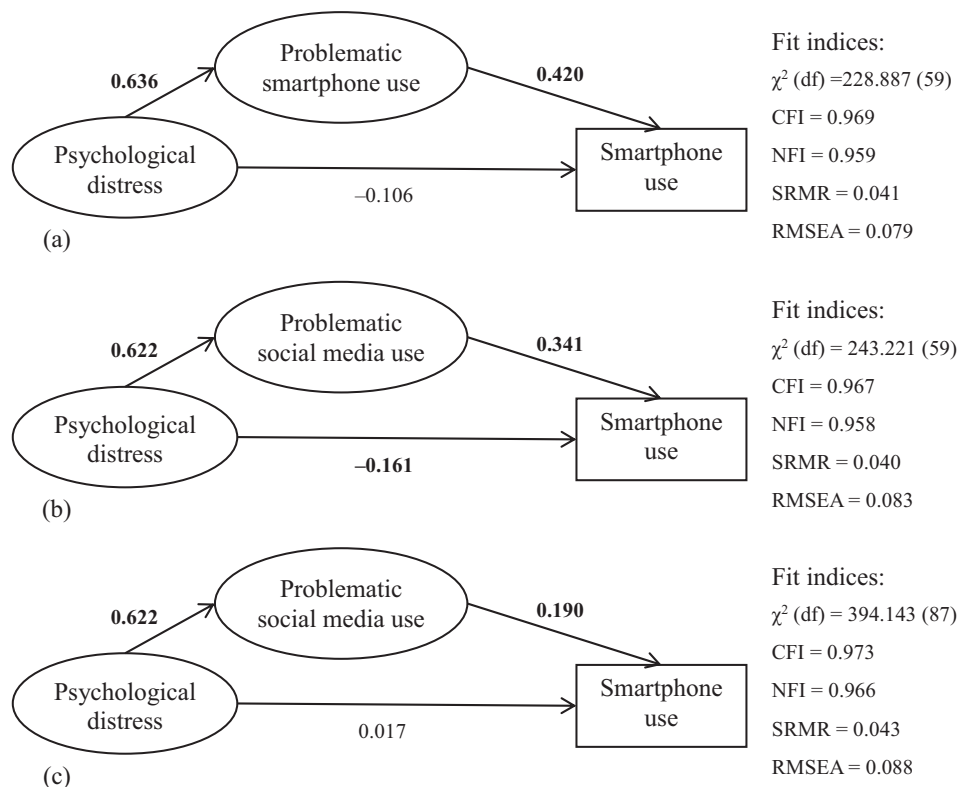 Problematic
smartphone use
0.636
0.420
Psychological
distress
Smartphone
use
–0.106
(a)
Fit indices:
χ² (df) =228.887 (59)
CFI = 0.969
NFI = 0.959
SRMR = 0.041
RMSEA = 0.079
Problematic
social media use
0.622
0.341
Psychological
distress
Smartphone
use
–0.161
(b)
Fit indices:
χ² (df) = 243.221 (59)
CFI = 0.967
NFI = 0.958
SRMR = 0.040
RMSEA = 0.083
Problematic
social media use
0.622
0.190
Psychological
distress
Smartphone
use
0.017
(c)
Fit indices:
χ² (df) = 394.143 (87)
CFI = 0.973
NFI = 0.966
SRMR = 0.043
RMSEA = 0.088